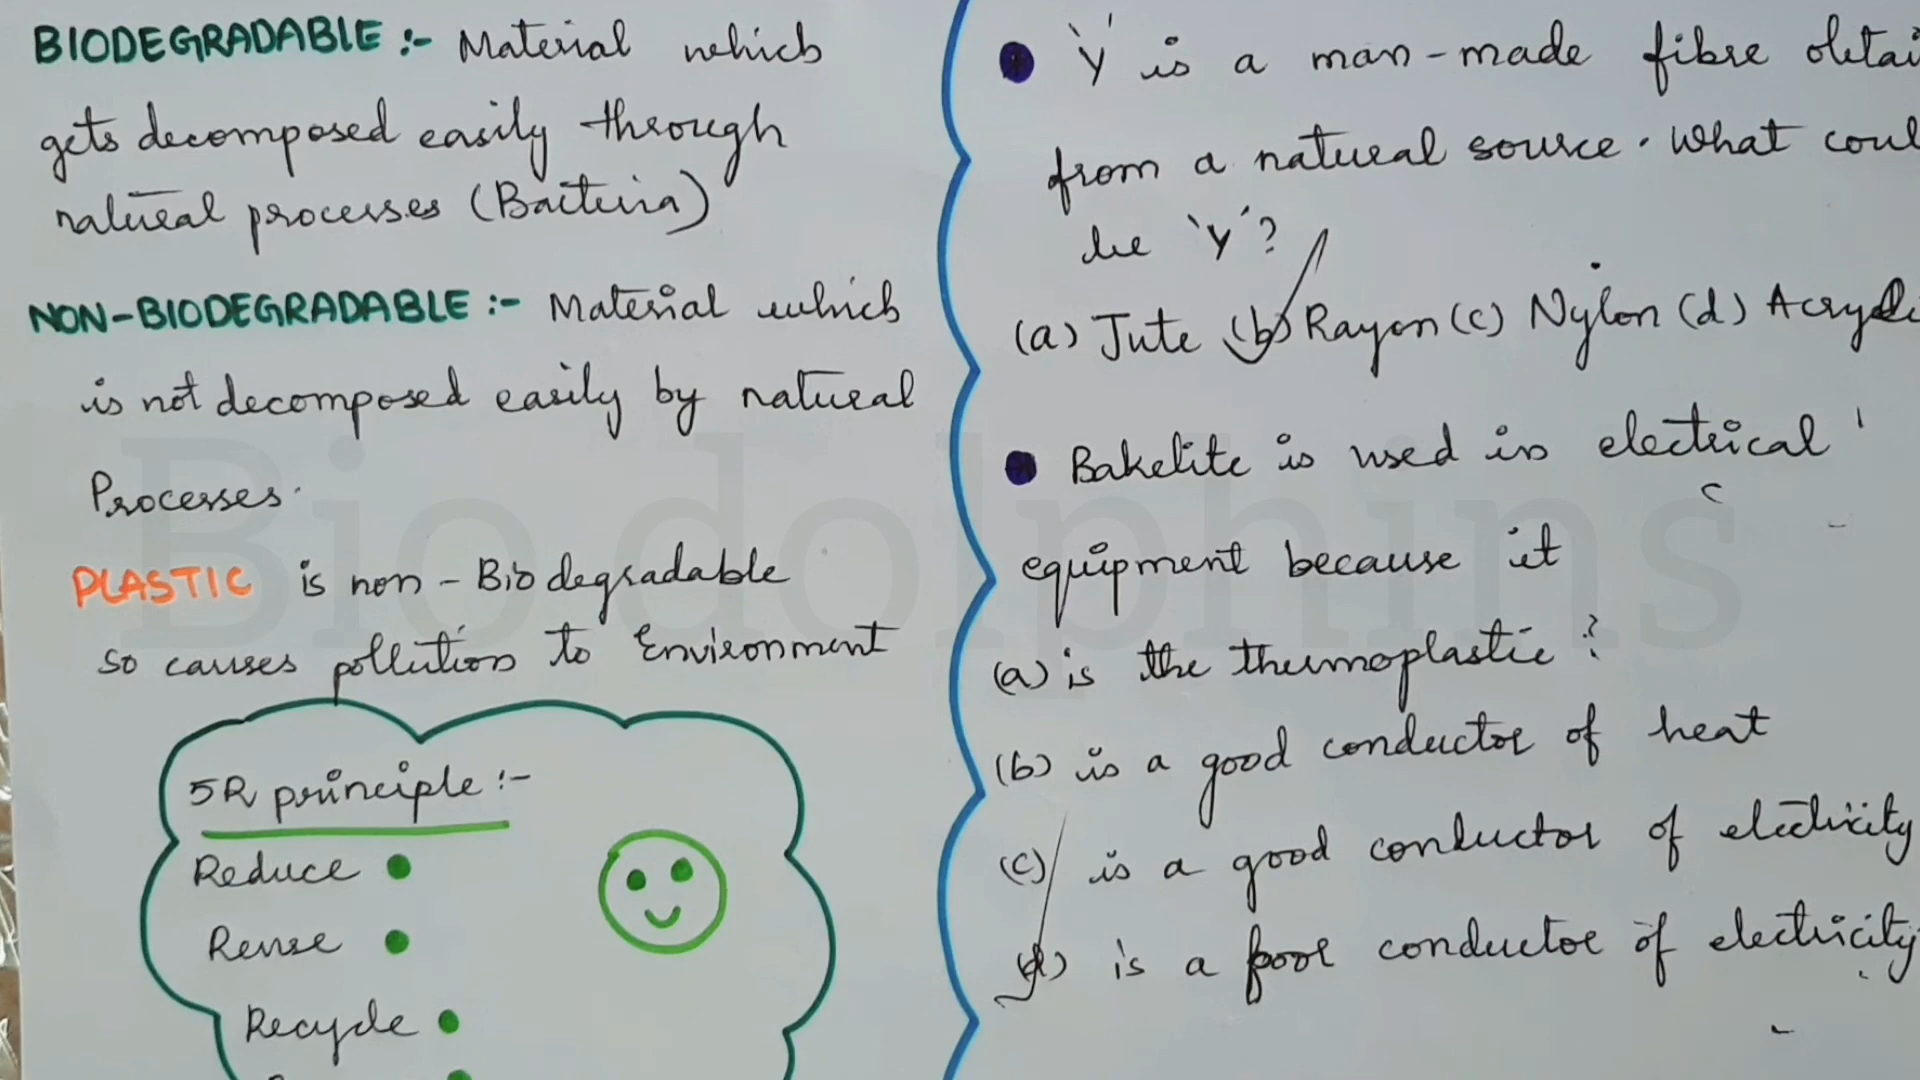 BIODEGRADABLE :- Material which
gets decomposed easily through
natural processes (Bacteria)
NON-BIODEGRADABLE :- Material which
is not decomposed easily by natural
Processes.
PLASTIC is non-Biodegradable
so causes pollution to Environment
5R principle :-
Reduce
Reuse
Recycle
'Y' is a man-made fibre obtai
from a natural source. What coul
be 'Y'?
(a) Jute (b) Rayon (c) Nylon (d) Acryli
Bakelite is used in electrical
equipment because it
(a) is the thermoplastic?
(b) is a good conductor of heat
(c) is a good conductor of electricity
(d) is a poor conductor of electricity
Bio dolphins